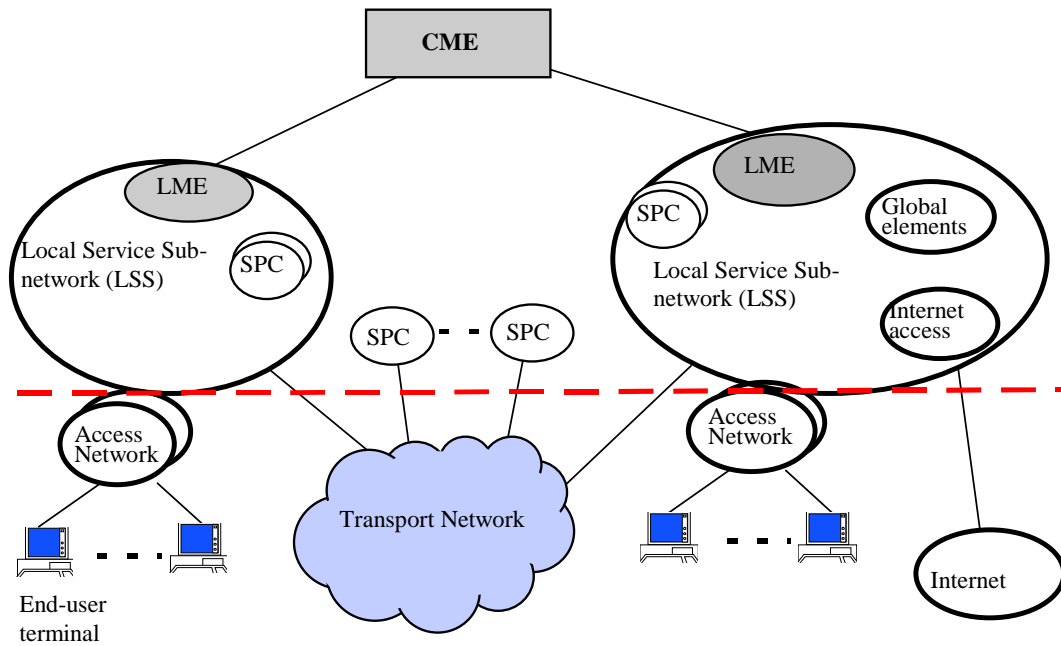 CME
LME
LME
SPC
Global
elements
Local Service Sub-
network (LSS)
SPC
Local Service Sub-
network (LSS)
Internet
access
SPC
SPC
Access
Network
Access
Network
Transport Network
Internet
End-user
terminal